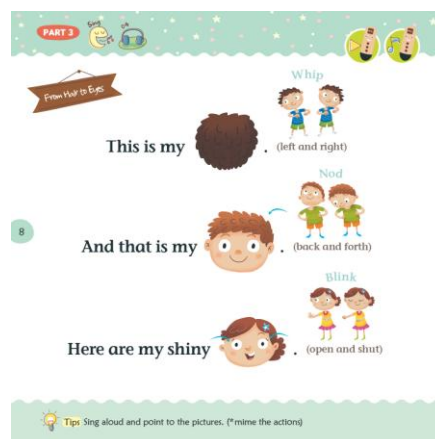 PART 3
Sing
From Hair to Eyes
Whip
This is my .
(left and right)
Nod
8
And that is my .
(back and forth)
Blink
Here are my shiny .
(open and shut)
Tips Sing aloud and point to the pictures. (*mime the actions)